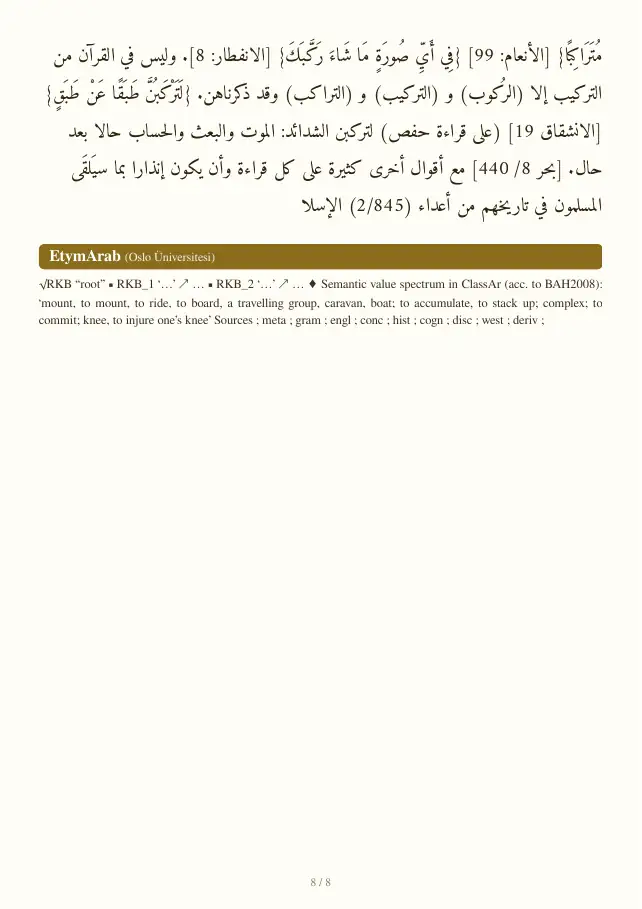 مُتَرَاكِبًا} [الأنعام: 99] {فِي أَيِّ صُورَةٍ مَا شَاءَ رَكَّبَكَ} [الانفطار: 8]. وليس في القرآن من
التركيب إلا (الرُكوب) و (التركيب) و (التراكب) وقد ذكرناهن. {لَتَرْكَبُنَّ طَبَقًا عَنْ طَبَقٍ}
[الانشقاق 19] (على قراءة حفص) لتركبن الشدائد: الموت والبعث والحساب حالا بعد
حال. [بحر 8/ 440] مع أقوال أخرى كثيرة على كل قراءة وأن يكون إنذارا بما سيَلقَى
المسلمون في تاريخهم من أعداء (2/845) الإسلا
EtymArab (Oslo Üniversitesi)
√RKB “root” ▪ RKB_1 ‘…’ ↗ … ▪ RKB_2 ‘…’ ↗ … ♦ Semantic value spectrum in ClassAr (acc. to BAH2008):
‘mount, to mount, to ride, to board, a travelling group, caravan, boat; to accumulate, to stack up; complex; to
commit; knee, to injure one’s knee’ Sources ; meta ; gram ; engl ; conc ; hist ; cogn ; disc ; west ; deriv ;
8 / 8